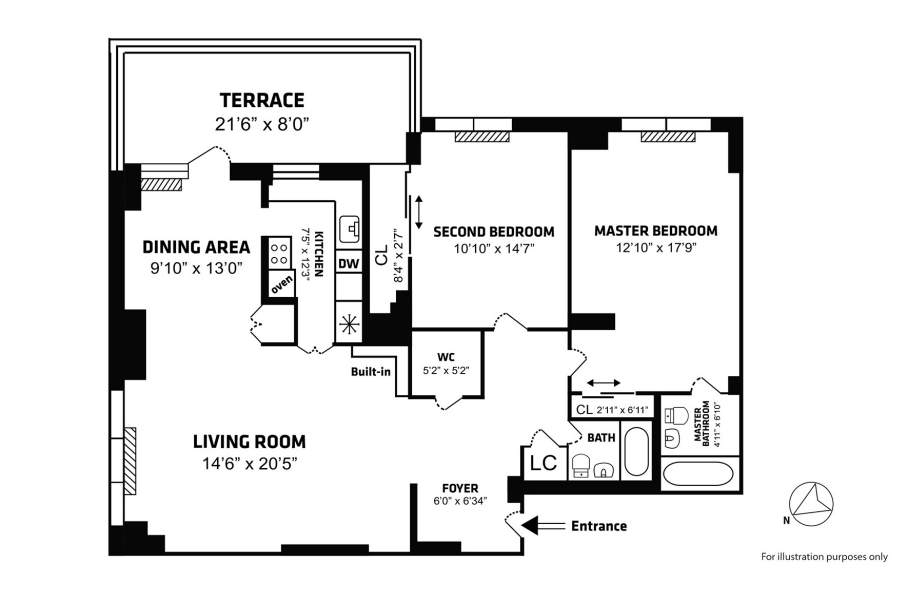 TERRACE
21'6" x 8'0"
DINING AREA
9'10" x 13'0"
KITCHEN
7'5" x 12'3"
oven
DW
CL
8'4" x 2'7"
SECOND BEDROOM
10'10" x 14'7"
MASTER BEDROOM
12'10" x 17'9"
Built-in
WC
5'2" x 5'2"
CL 2'11" x 6'11"
MASTER
BATHROOM
4'11" x 6'10"
BATH
LC
LIVING ROOM
14'6" x 20'5"
FOYER
6'0" x 6'34"
Entrance
N
For illustration purposes only